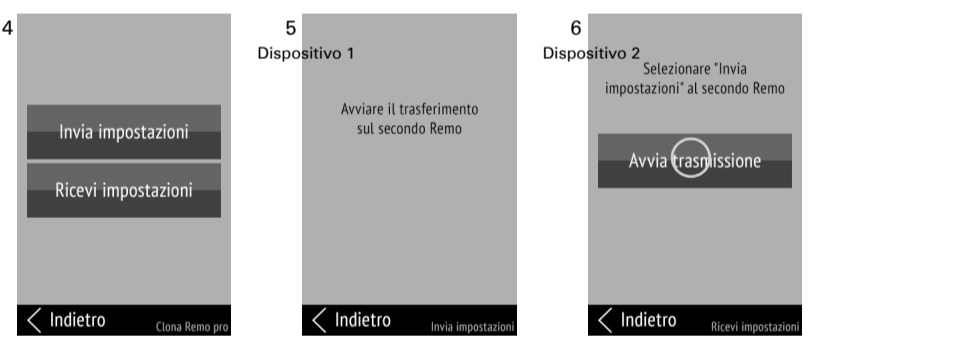 4
Invia impostazioni
Ricevi impostazioni
Indietro
Clona Remo pro
5
Dispositivo 1
Avviare il trasferimento
sul secondo Remo
Indietro
Invia impostazioni
6
Dispositivo 2
Selezionare "Invia
impostazioni" al secondo Remo
Avvia trasmissione
Indietro
Ricevi impostazioni